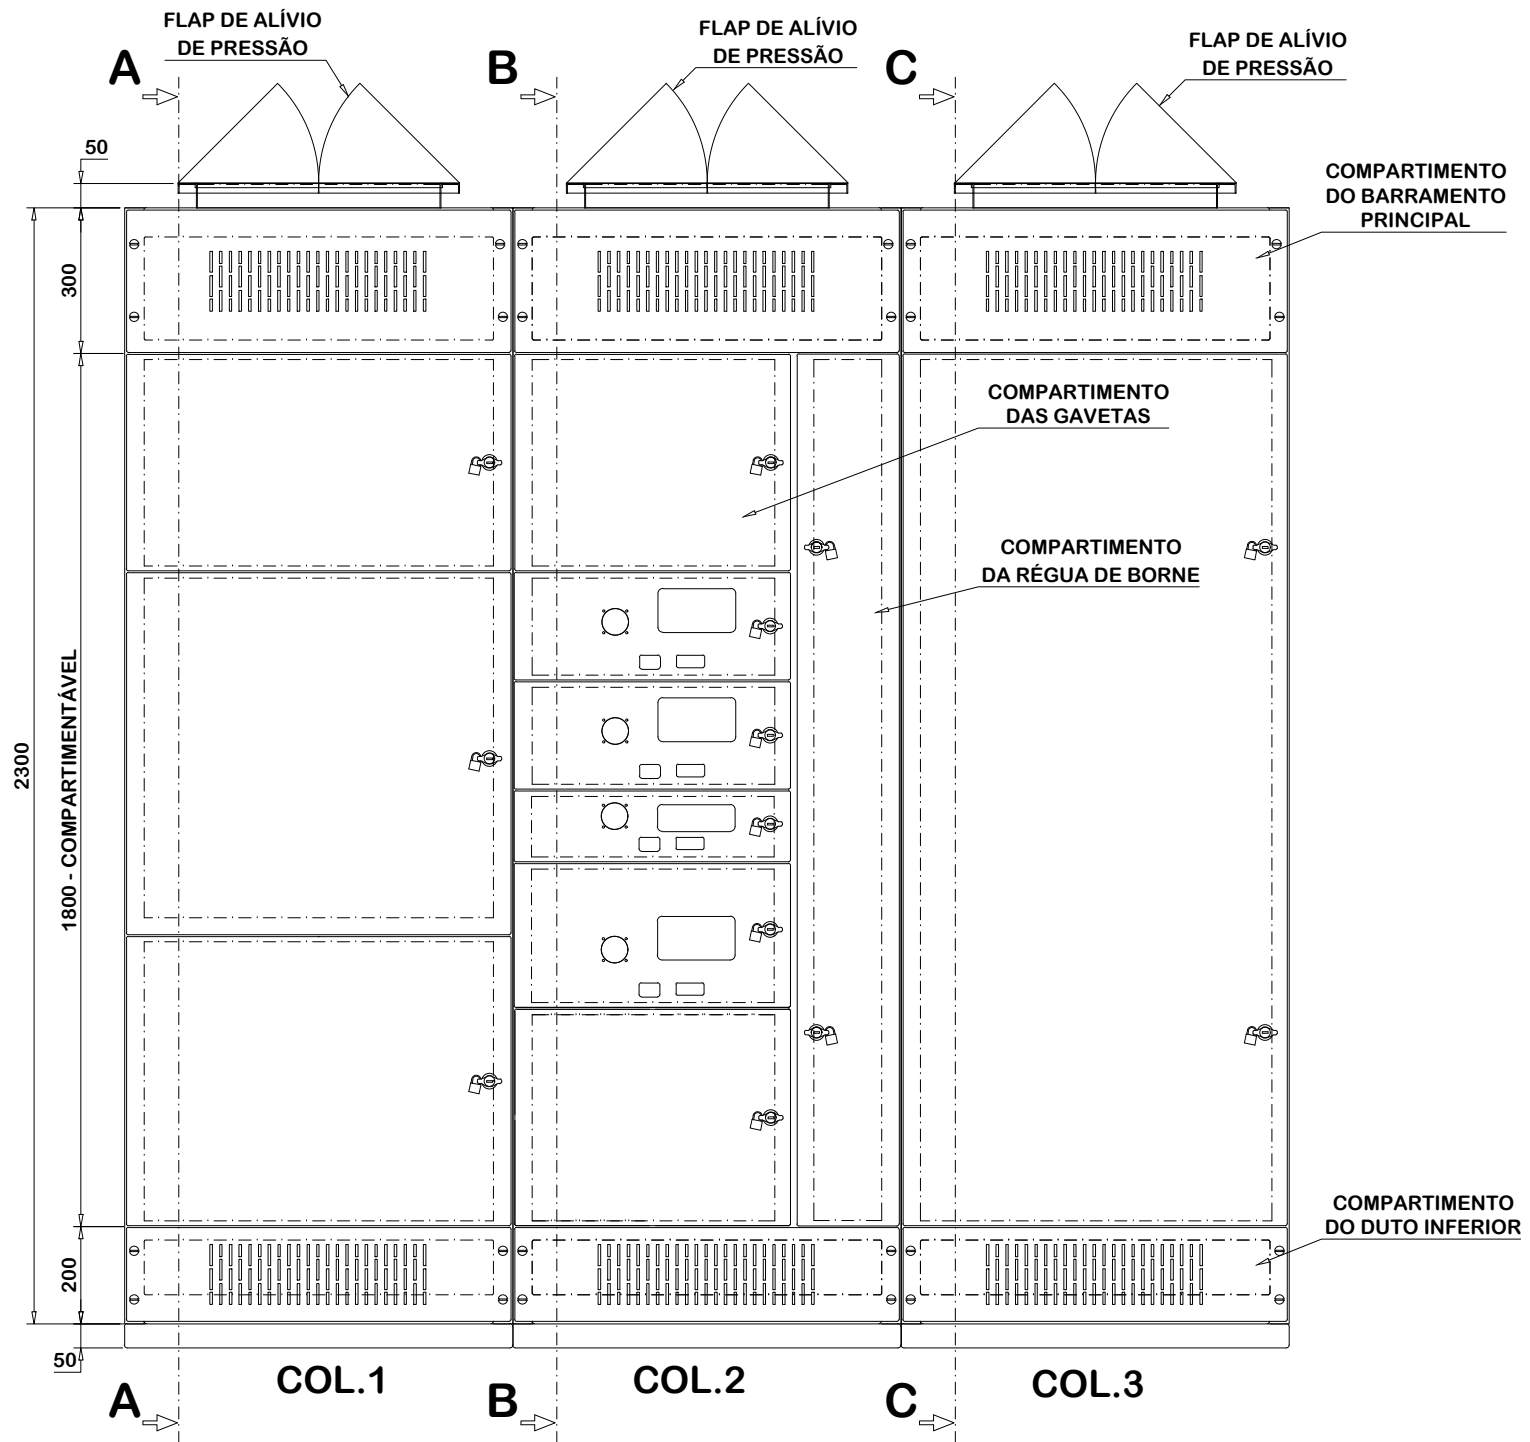 FLAP DE ALÍVIO
DE PRESSÃO
FLAP DE ALÍVIO
DE PRESSÃO
FLAP DE ALÍVIO
DE PRESSÃO
A
B
C
50
COMPARTIMENTO
DO BARRAMENTO
PRINCIPAL
300
COMPARTIMENTO
DAS GAVETAS
COMPARTIMENTO
DA RÉGUA DE BORNE
1800 - COMPARTIMENTÁVEL
2300
COMPARTIMENTO
DO DUTO INFERIOR
200
50
COL.1
COL.2
COL.3
A
B
C